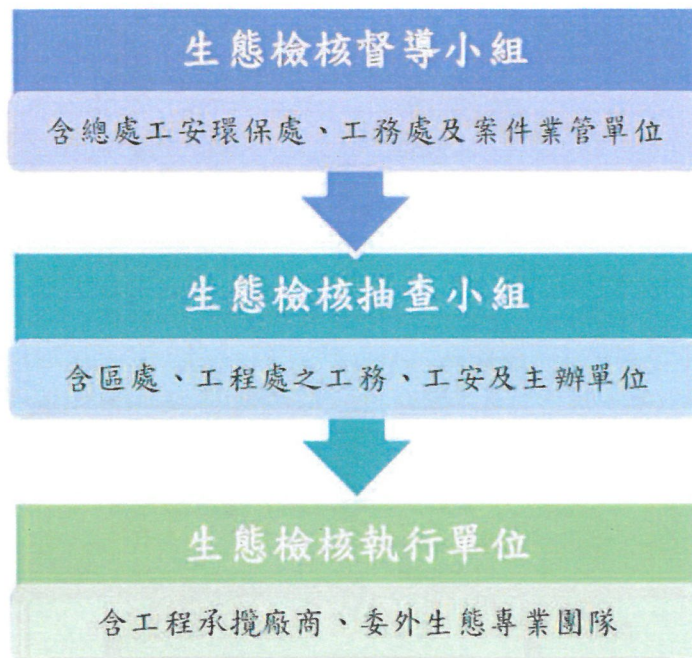 生態檢核督導小組
含總處工安環保處、工務處及案件業管單位
生態檢核抽查小組
含區處、工程處之工務、工安及主辦單位
生態檢核執行單位
含工程承攬廠商、委外生態專業團隊